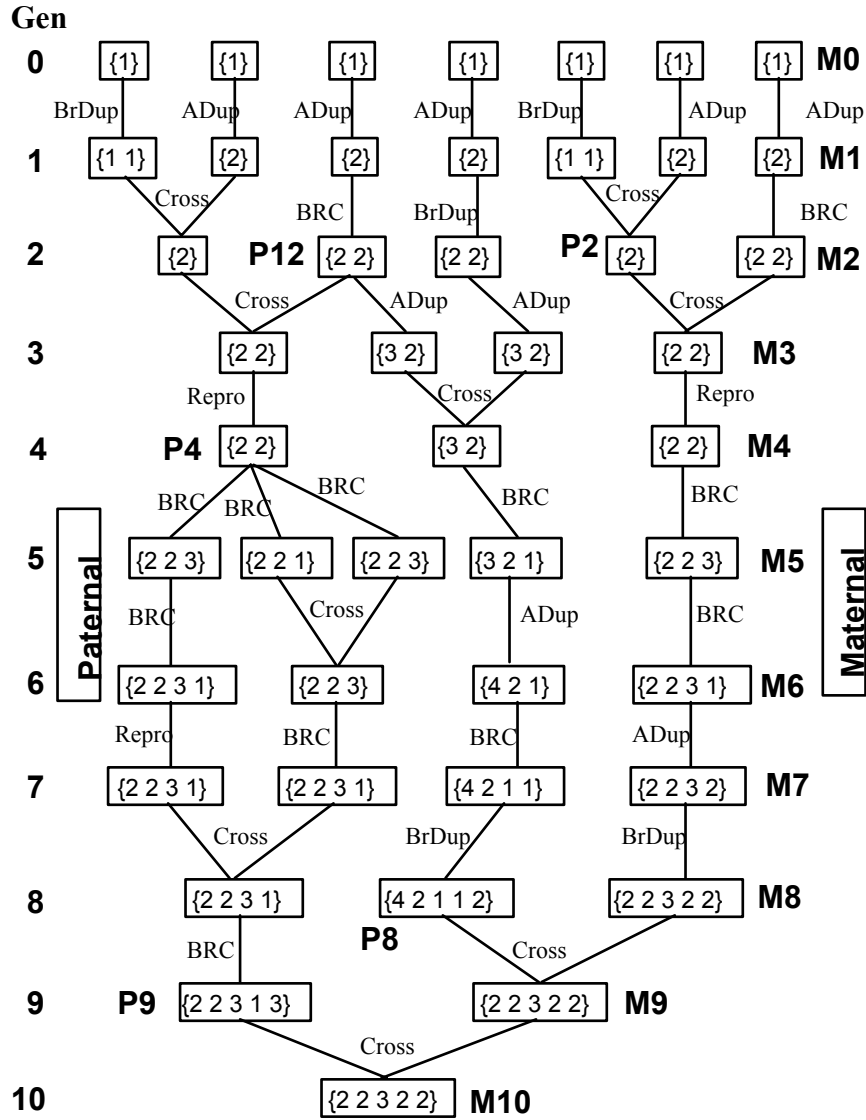 Gen
0 {1} {1} {1} {1} {1} {1} {1} M0
BrDup ADup ADup ADup BrDup ADup ADup
1 {1 1} {2} {2} {2} {1 1} {2} {2} M1
Cross BRC BrDup Cross BRC
2 {2} P12 {2 2} {2 2} P2 {2} {2 2} M2
Cross ADup ADup Cross
3 {2 2} {3 2} {3 2} {2 2} M3
Repro Cross Repro
4 P4 {2 2} {3 2} {2 2} M4
BRC BRC BRC BRC BRC
5 {2 2 3} {2 2 1} {2 2 3} {3 2 1} {2 2 3} M5
Paternal Maternal
BRC Cross ADup BRC
6 {2 2 3 1} {2 2 3} {4 2 1} {2 2 3 1} M6
Repro BRC BRC ADup
7 {2 2 3 1} {2 2 3 1} {4 2 1 1} {2 2 3 2} M7
Cross BrDup BrDup
8 {2 2 3 1} {4 2 1 1 2} {2 2 3 2 2} M8
P8
BRC Cross
9 P9 {2 2 3 1 3} {2 2 3 2 2} M9
Cross
10 {2 2 3 2 2} M10